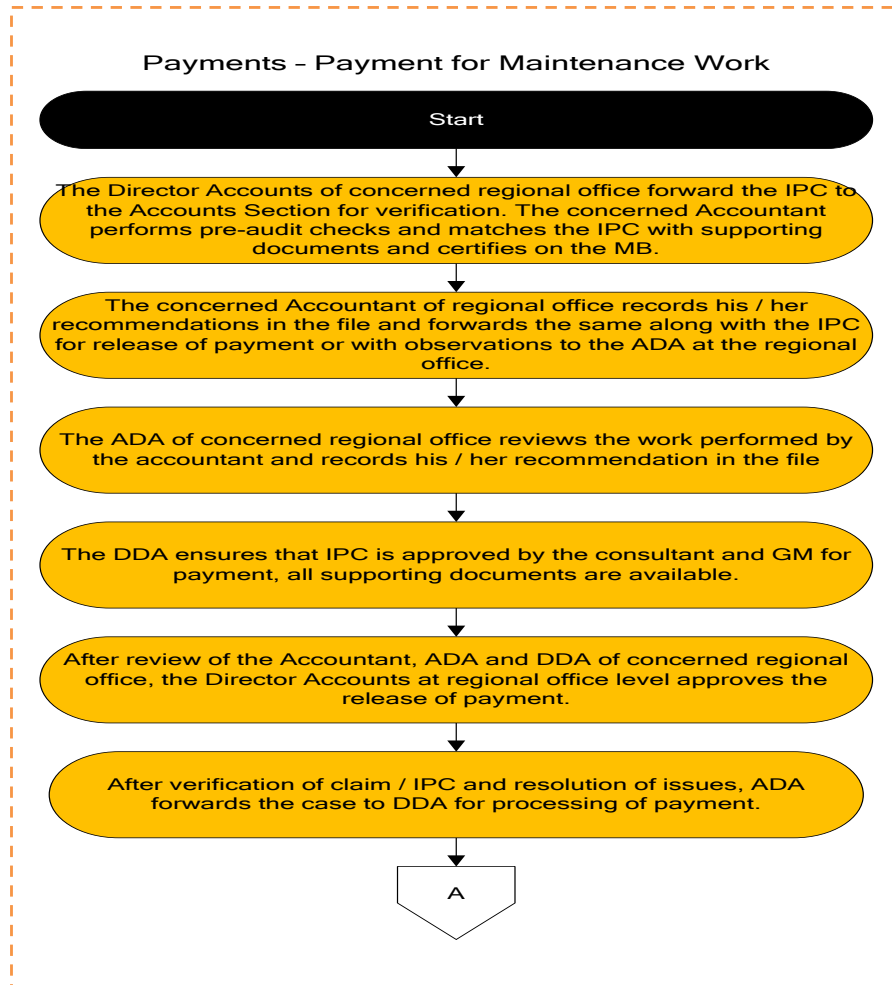 Payments - Payment for Maintenance Work
Start
The Director Accounts of concerned regional office forward the IPC to
the Accounts Section for verification. The concerned Accountant
performs pre-audit checks and matches the IPC with supporting
documents and certifies on the MB.
The concerned Accountant of regional office records his / her
recommendations in the file and forwards the same along with the IPC
for release of payment or with observations to the ADA at the regional
office.
The ADA of concerned regional office reviews the work performed by
the accountant and records his / her recommendation in the file
The DDA ensures that IPC is approved by the consultant and GM for
payment, all supporting documents are available.
After review of the Accountant, ADA and DDA of concerned regional
office, the Director Accounts at regional office level approves the
release of payment.
After verification of claim / IPC and resolution of issues, ADA
forwards the case to DDA for processing of payment.
A